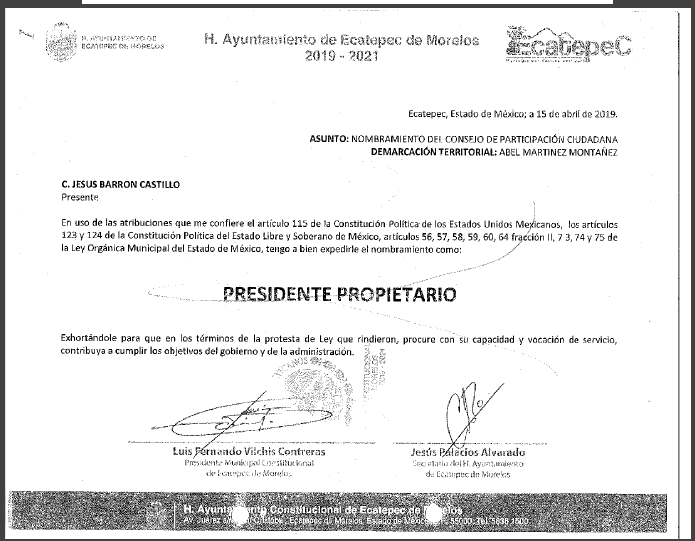 H. AYUNTAMIENTO DE
ECATEPEC DE MORELOS
H. Ayuntamiento de Ecatepec de Morelos
2019 - 2021
Ecatepec
Ecatepec, Estado de México; a 15 de abril de 2019.
ASUNTO: NOMBRAMIENTO DEL CONSEJO DE PARTICIPACIÓN CIUDADANA
DEMARCACIÓN TERRITORIAL: ABEL MARTINEZ MONTAÑEZ
C. JESUS BARRON CASTILLO
Presente
En uso de las atribuciones que me confiere el artículo 115 de la Constitución Política de los Estados Unidos Mexicanos, los artículos
123 y 124 de la Constitución Política del Estado Libre y Soberano de México, artículos 56, 57, 58, 59, 60, 64 fracción II, 7 3, 74 y 75 de
la Ley Orgánica Municipal del Estado de México, tengo a bien expedirle el nombramiento como:
PRESIDENTE PROPIETARIO
Exhortándole para que en los términos de la protesta de Ley que rindieron, procure con su capacidad y vocación de servicio,
contribuya a cumplir los objetivos del gobierno y de la administración.
Luis Fernando Vilchis Contreras
Presidente Municipal Constitucional
de Ecatepec de Morelos
Jesús Palacios Alvarado
Secretario del H. Ayuntamiento
de Ecatepec de Morelos
H. Ayuntamiento Constitucional de Ecatepec de Morelos
AV. Juárez Ecatepec de Morelos, Estado de México, 55000, Tel. 5836 1500